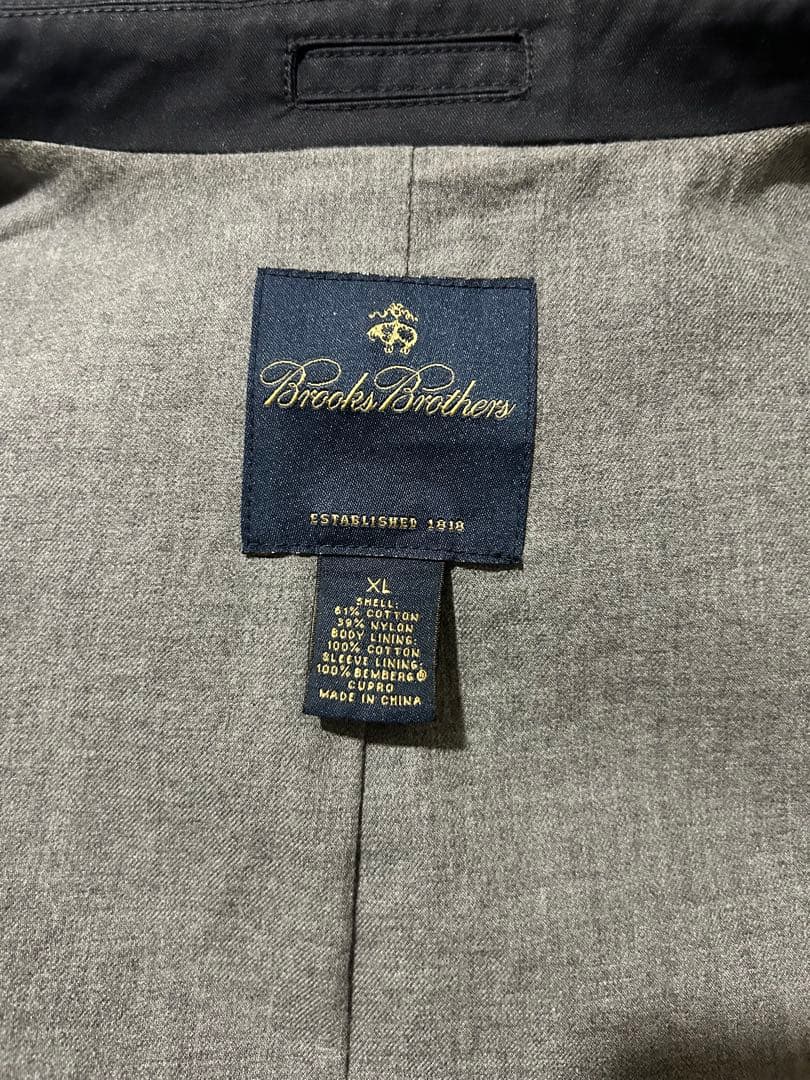 Brooks Brothers
ESTABLISHED 1818
XL
SHELL:
61% COTTON
39% NYLON
BODY LINING:
100% COTTON
SLEEVE LINING:
100% BEMBERG®
CUPRO
MADE IN CHINA